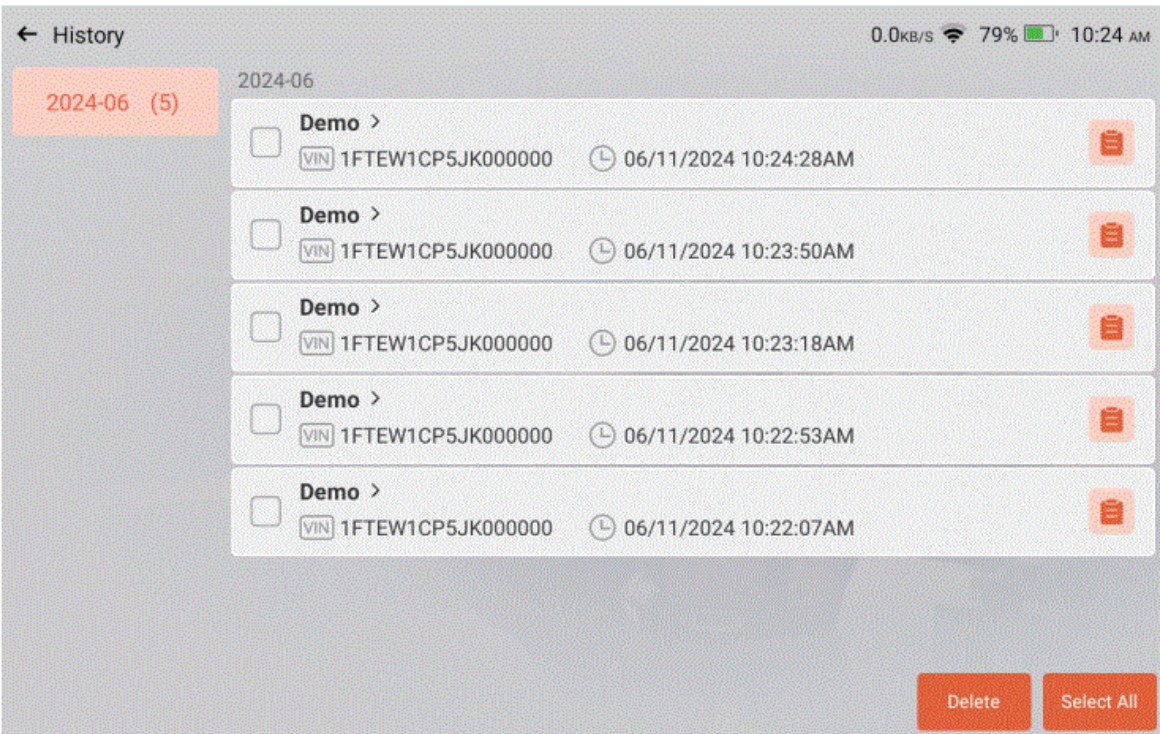 ← History 0.0KB/S 79% 10:24 AM
2024-06 (5)
2024-06
Demo >
VIN 1FTEW1CP5JK000000 06/11/2024 10:24:28AM
Demo >
VIN 1FTEW1CP5JK000000 06/11/2024 10:23:50AM
Demo >
VIN 1FTEW1CP5JK000000 06/11/2024 10:23:18AM
Demo >
VIN 1FTEW1CP5JK000000 06/11/2024 10:22:53AM
Demo >
VIN 1FTEW1CP5JK000000 06/11/2024 10:22:07AM
Delete Select All